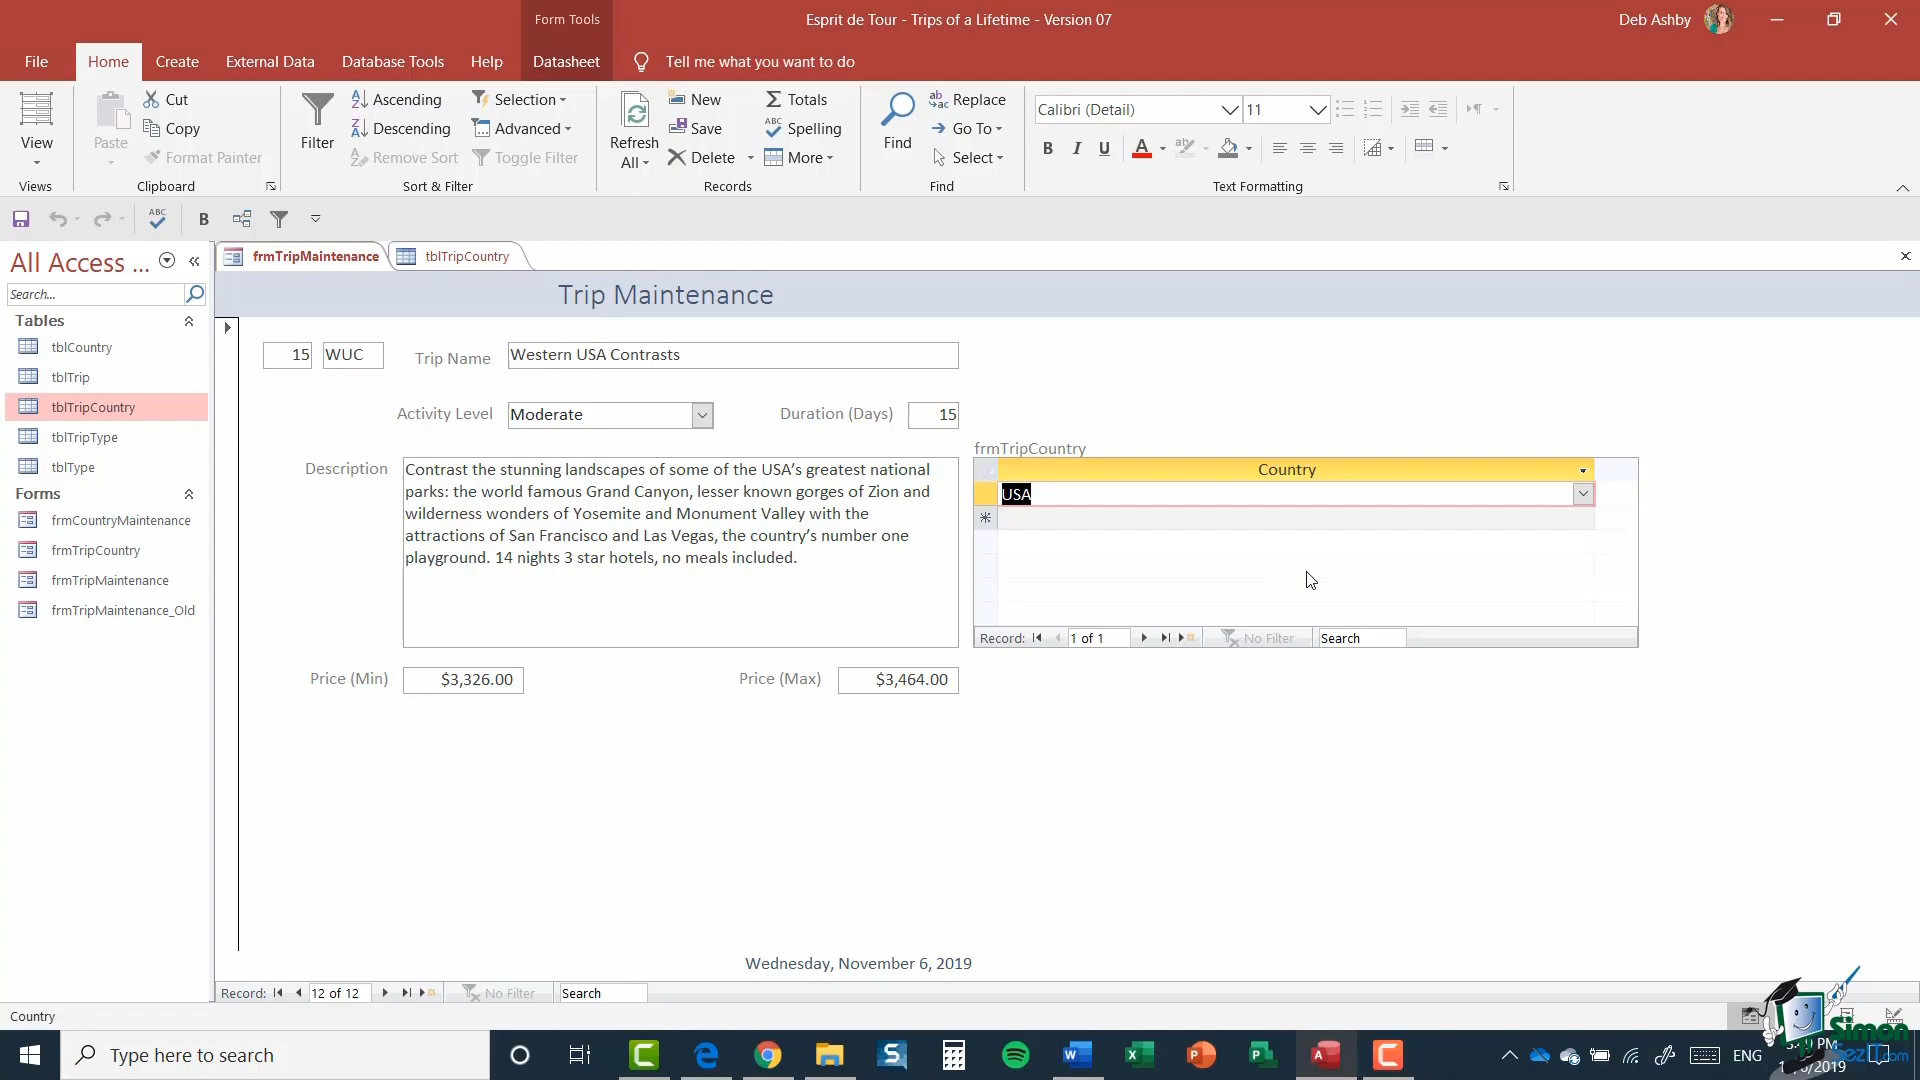 Form Tools
Esprit de Tour - Trips of a Lifetime - Version 07
Deb Ashby
File
Home
Create
External Data
Database Tools
Help
Datasheet
Tell me what you want to do
View
Views
Paste
Cut
Copy
Format Painter
Clipboard
Filter
Ascending
Descending
Remove Sort
Selection
Advanced
Toggle Filter
Sort & Filter
Refresh
All
New
Save
Delete
Totals
Spelling
More
Records
Find
Replace
Go To
Select
Find
Calibri (Detail)
11
B I U
Text Formatting
B
All Access ...
Search...
Tables
tblCountry
tblTrip
tblTripCountry
tblTripType
tblType
Forms
frmCountryMaintenance
frmTripCountry
frmTripMaintenance
frmTripMaintenance_Old
frmTripMaintenance
tblTripCountry
Trip Maintenance
15
WUC
Trip Name
Western USA Contrasts
Activity Level
Moderate
Duration (Days)
15
Description
Contrast the stunning landscapes of some of the USA's greatest national
parks: the world famous Grand Canyon, lesser known gorges of Zion and
wilderness wonders of Yosemite and Monument Valley with the
attractions of San Francisco and Las Vegas, the country's number one
playground. 14 nights 3 star hotels, no meals included.
frmTripCountry
Country
USA
Record:
1 of 1
No Filter
Search
Price (Min)
$3,326.00
Price (Max)
$3,464.00
Wednesday, November 6, 2019
Record:
12 of 12
No Filter
Search
Country
Type here to search
ENG